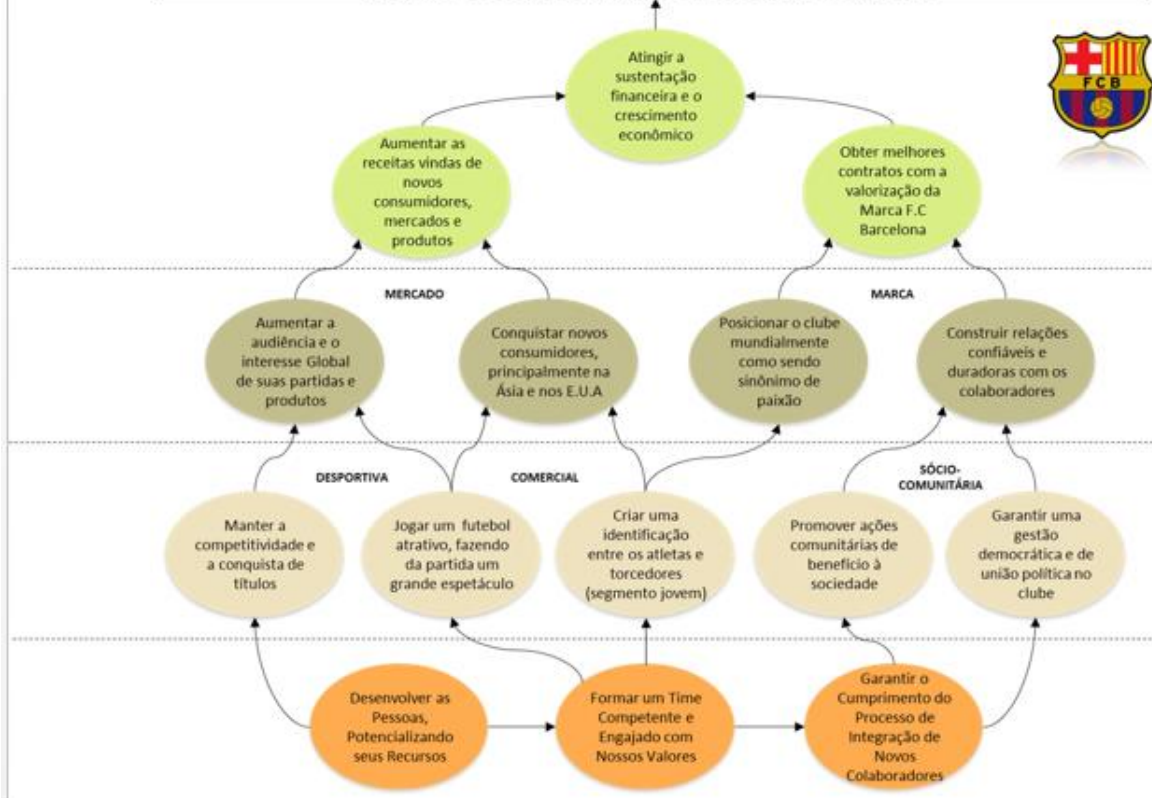 Atingir a
sustentação
financeira e o
crescimento
econômico
FCB
Aumentar as
receitas vindas de
novos
consumidores,
mercados e
produtos
Obter melhores
contratos com a
valorização da
Marca F.C
Barcelona
MERCADO
MARCA
Aumentar a
audiência e o
interesse Global
de suas partidas e
produtos
Conquistar novos
consumidores,
principalmente na
Ásia e nos E.U.A
Posicionar o clube
mundialmente
como sendo
sinônimo de
paixão
Construir relações
confiáveis e
duradoras com os
colaboradores
DESPORTIVA
COMERCIAL
SÓCIO-
COMUNITÁRIA
Manter a
competitividade e
a conquista de
títulos
Jogar um futebol
atrativo, fazendo
da partida um
grande espetáculo
Criar uma
identificação
entre os atletas e
torcedores
(segmento jovem)
Promover ações
comunitárias de
benefício à
sociedade
Garantir uma
gestão
democrática e de
união política no
clube
Desenvolver as
Pessoas,
Potencializando
seus Recursos
Formar um Time
Competente e
Engajado com
Nossos Valores
Garantir o
Cumprimento do
Processo de
Integração de
Novos
Colaboradores